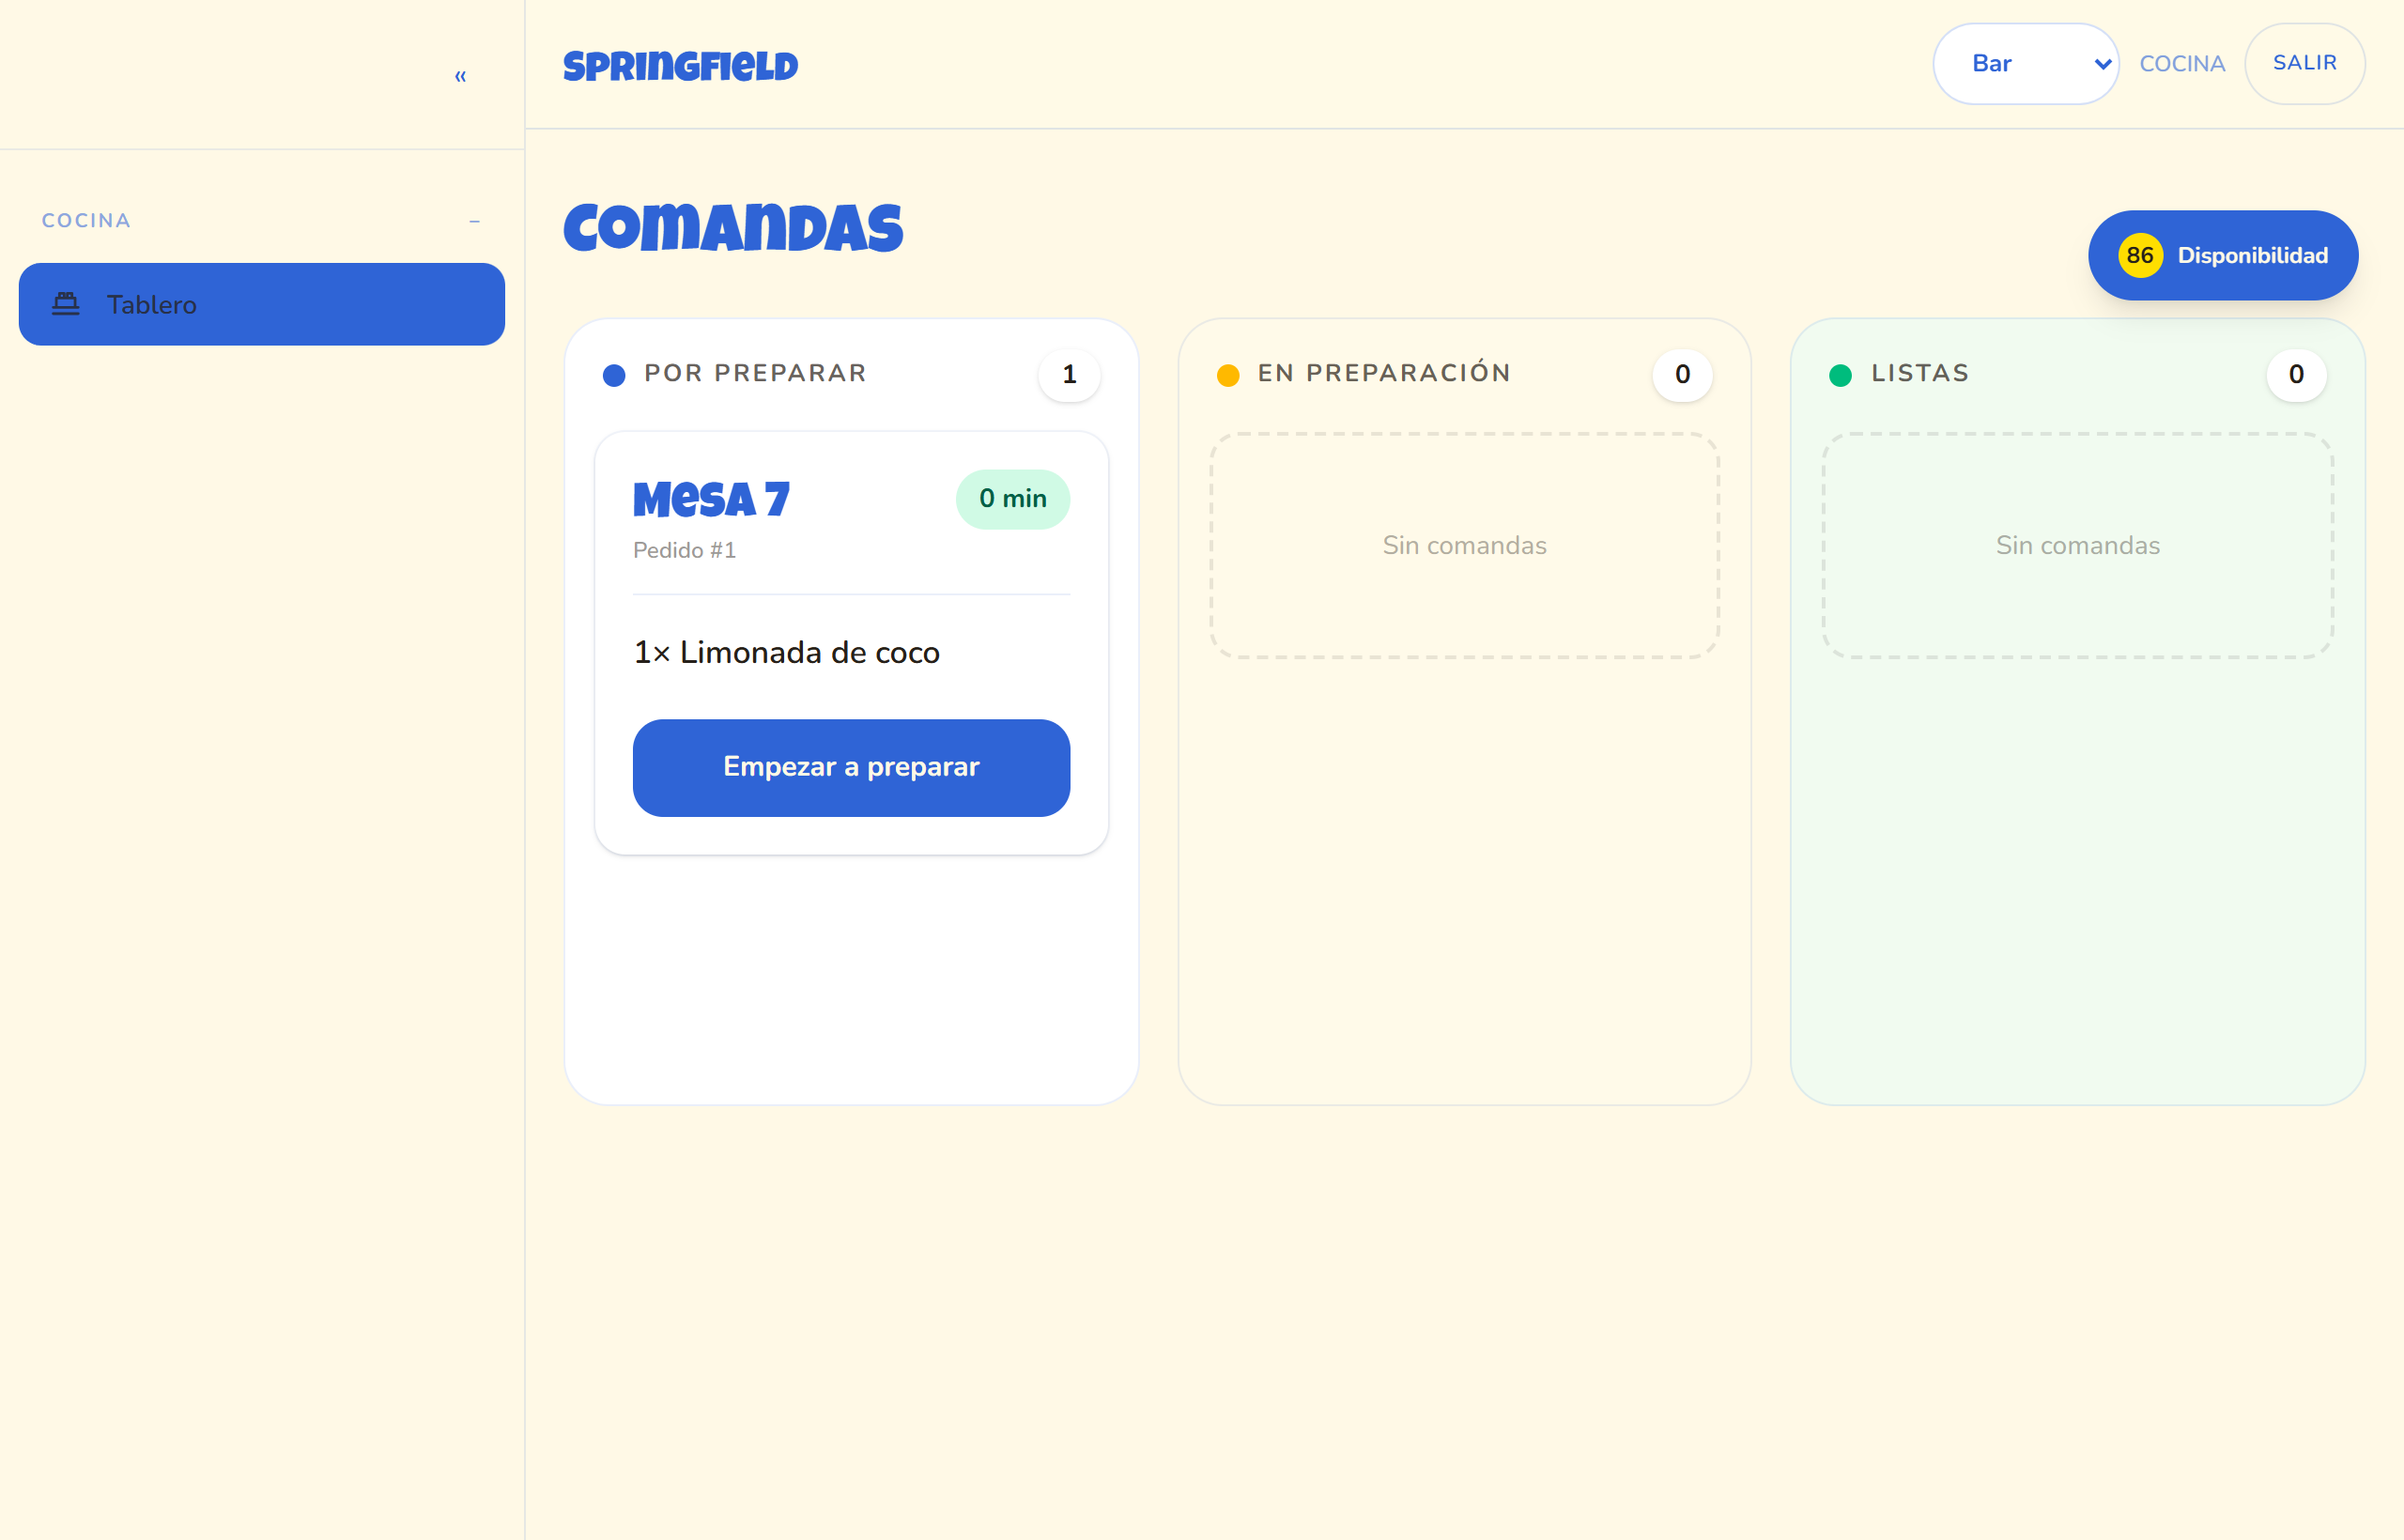 «
SPRINGFIELD
Bar
COCINA
SALIR
COCINA
–
Tablero
COMANDAS
86 Disponibilidad
POR PREPARAR 1
Mesa 7
0 min
Pedido #1
1× Limonada de coco
Empezar a preparar
EN PREPARACIÓN 0
Sin comandas
LISTAS 0
Sin comandas